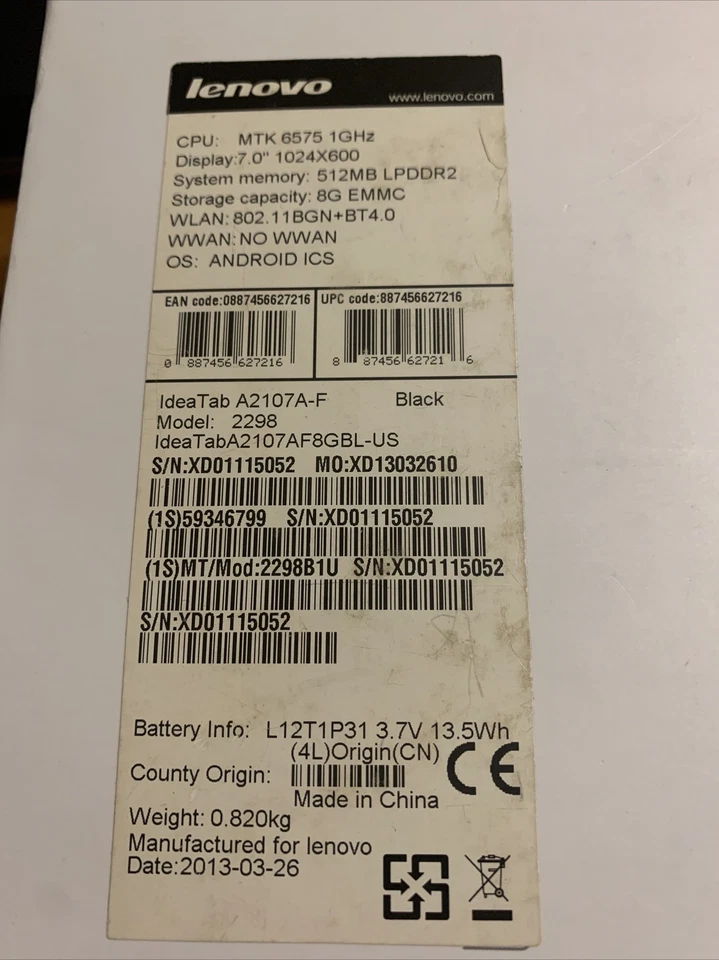 lenovo
www.lenovo.com
CPU: MTK 6575 1GHz
Display:7.0" 1024X600
System memory: 512MB LPDDR2
Storage capacity: 8G EMMC
WLAN: 802.11BGN+BT4.0
WWAN: NO WWAN
OS: ANDROID ICS
EAN code:0887456627216
UPC code:887456627216
0 887456 627216
8 87456 62721 6
IdeaTab A2107A-F Black
Model: 2298
IdeaTabA2107AF8GBL-US
S/N:XD01115052 MO:XD13032610
(1S)59346799 S/N:XD01115052
(1S)MT/Mod:2298B1U S/N:XD01115052
S/N:XD01115052
Battery Info: L12T1P31 3.7V 13.5Wh
(4L)Origin(CN)
County Origin:
Made in China
CE
Weight: 0.820kg
Manufactured for lenovo
Date:2013-03-26